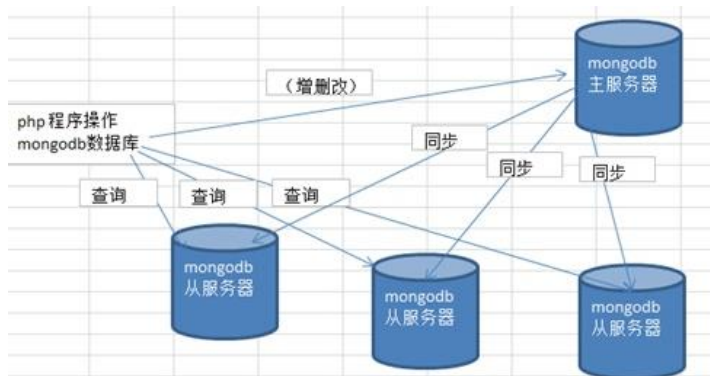 mongodb
主服务器
（增删改）
php 程序操作
mongodb数据库
同步
同步
同步
查询
查询
查询
mongodb
从服务器
mongodb
从服务器
mongodb
从服务器